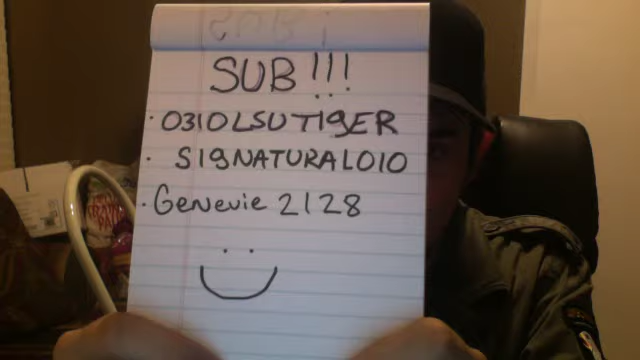 SUB!!!
· 0310LSUTIGER
· SIGNATURAL010
· Genevie 2128